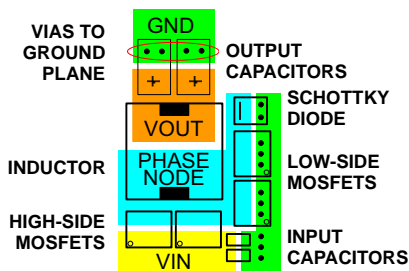 GND
VIAS TO
GROUND
PLANE
OUTPUT
CAPACITORS
VOUT
SCHOTTKY
DIODE
INDUCTOR
PHASE
NODE
LOW-SIDE
MOSFETS
HIGH-SIDE
MOSFETS
VIN
INPUT
CAPACITORS